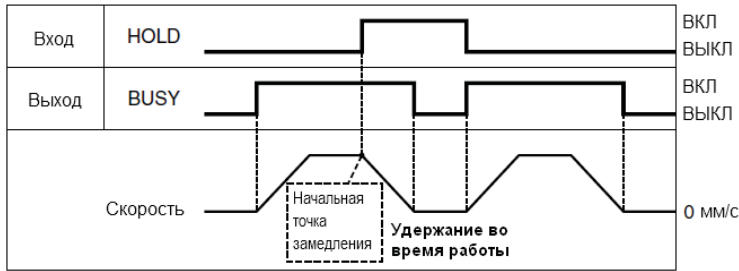 Вход HOLD ВКЛ
ВЫКЛ
Выход BUSY ВКЛ
ВЫКЛ
Скорость 0 мм/с
Начальная
точка
замедления
Удержание во
время работы